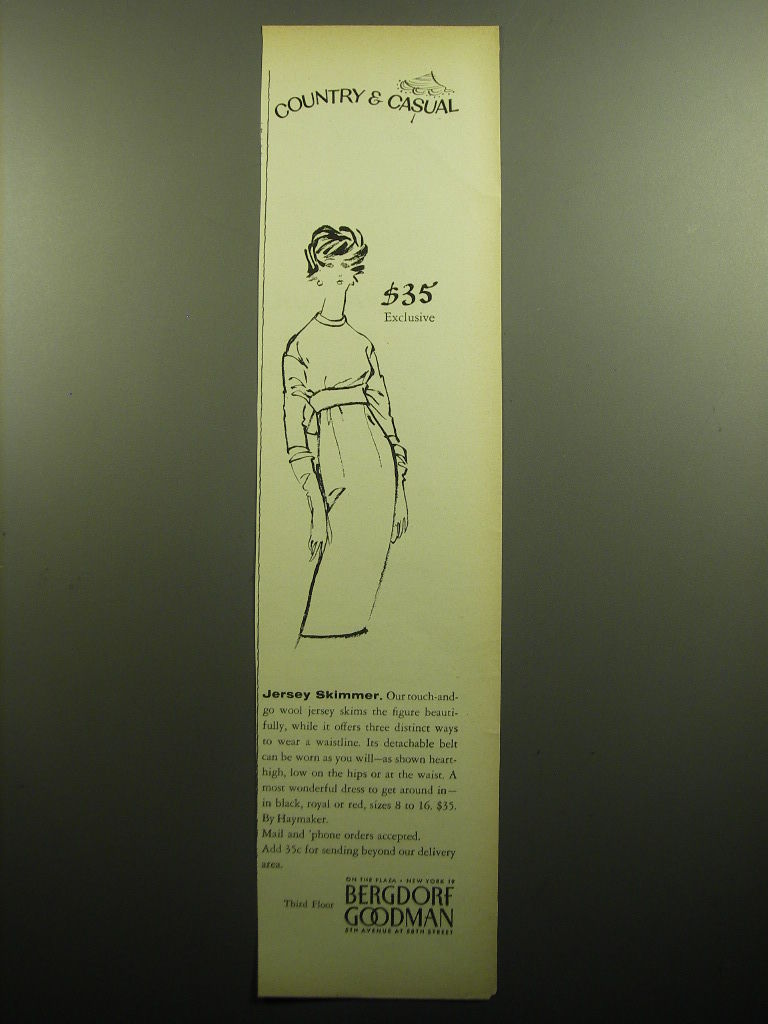 COUNTRY & CASUAL
$35
Exclusive
Jersey Skimmer. Our touch-and-
go wool jersey skims the figure beauti-
fully, while it offers three distinct ways
to wear a waistline. Its detachable belt
can be worn as you will—as shown heart-
high, low on the hips or at the waist. A
most wonderful dress to get around in—
in black, royal or red, sizes 8 to 16. $35.
By Haymaker.
Mail and 'phone orders accepted.
Add 35c for sending beyond our delivery
area.
Third Floor
ON THE PLAZA • NEW YORK 19
BERGDORF
GOODMAN
5TH AVENUE AT 58TH STREET